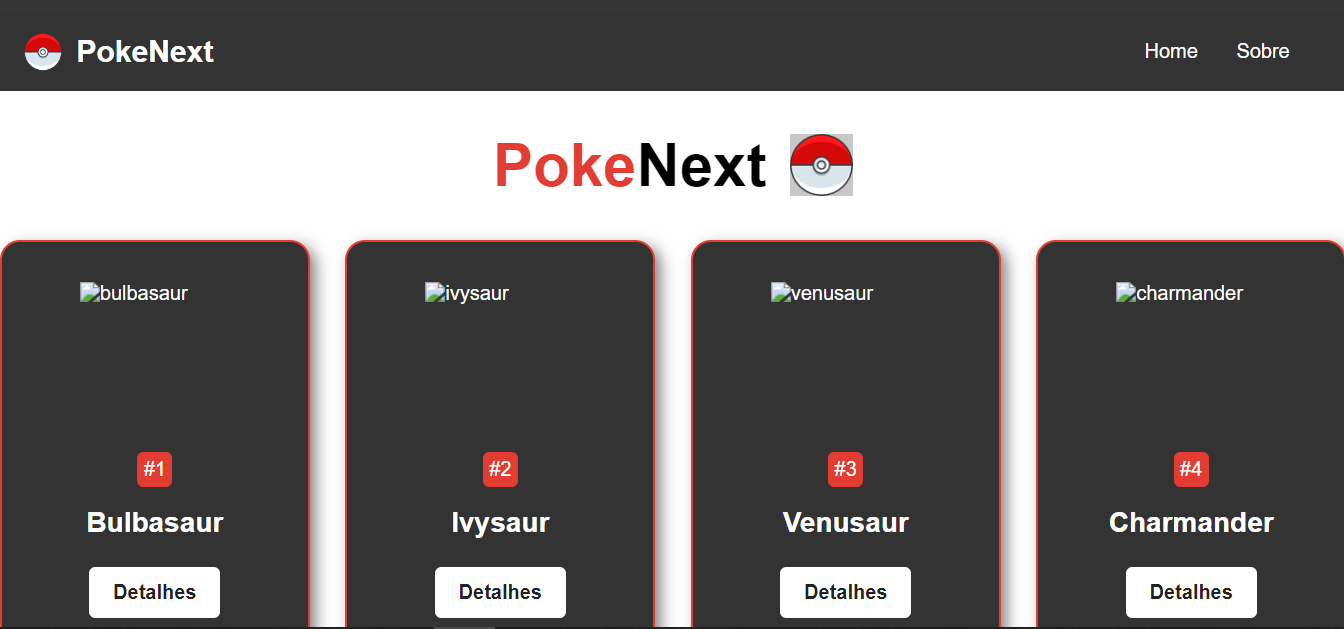 PokeNext
Home Sobre
PokeNext
bulbasaur
ivysaur
venusaur
charmander
#1
#2
#3
#4
Bulbasaur
Ivysaur
Venusaur
Charmander
Detalhes
Detalhes
Detalhes
Detalhes